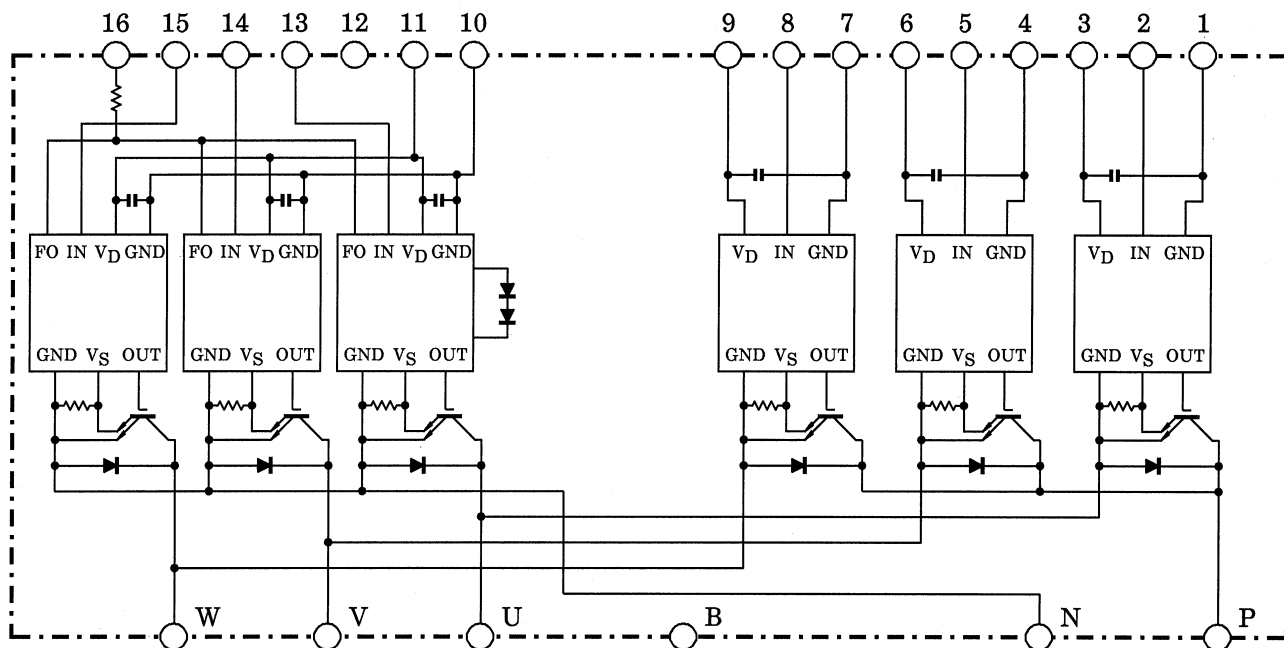 16 15 14 13 12 11 10 9 8 7 6 5 4 3 2 1
FO IN VD GND FO IN VD GND FO IN VD GND VD IN GND VD IN GND VD IN GND
GND VS OUT GND VS OUT GND VS OUT GND VS OUT GND VS OUT GND VS OUT
W V U B N P